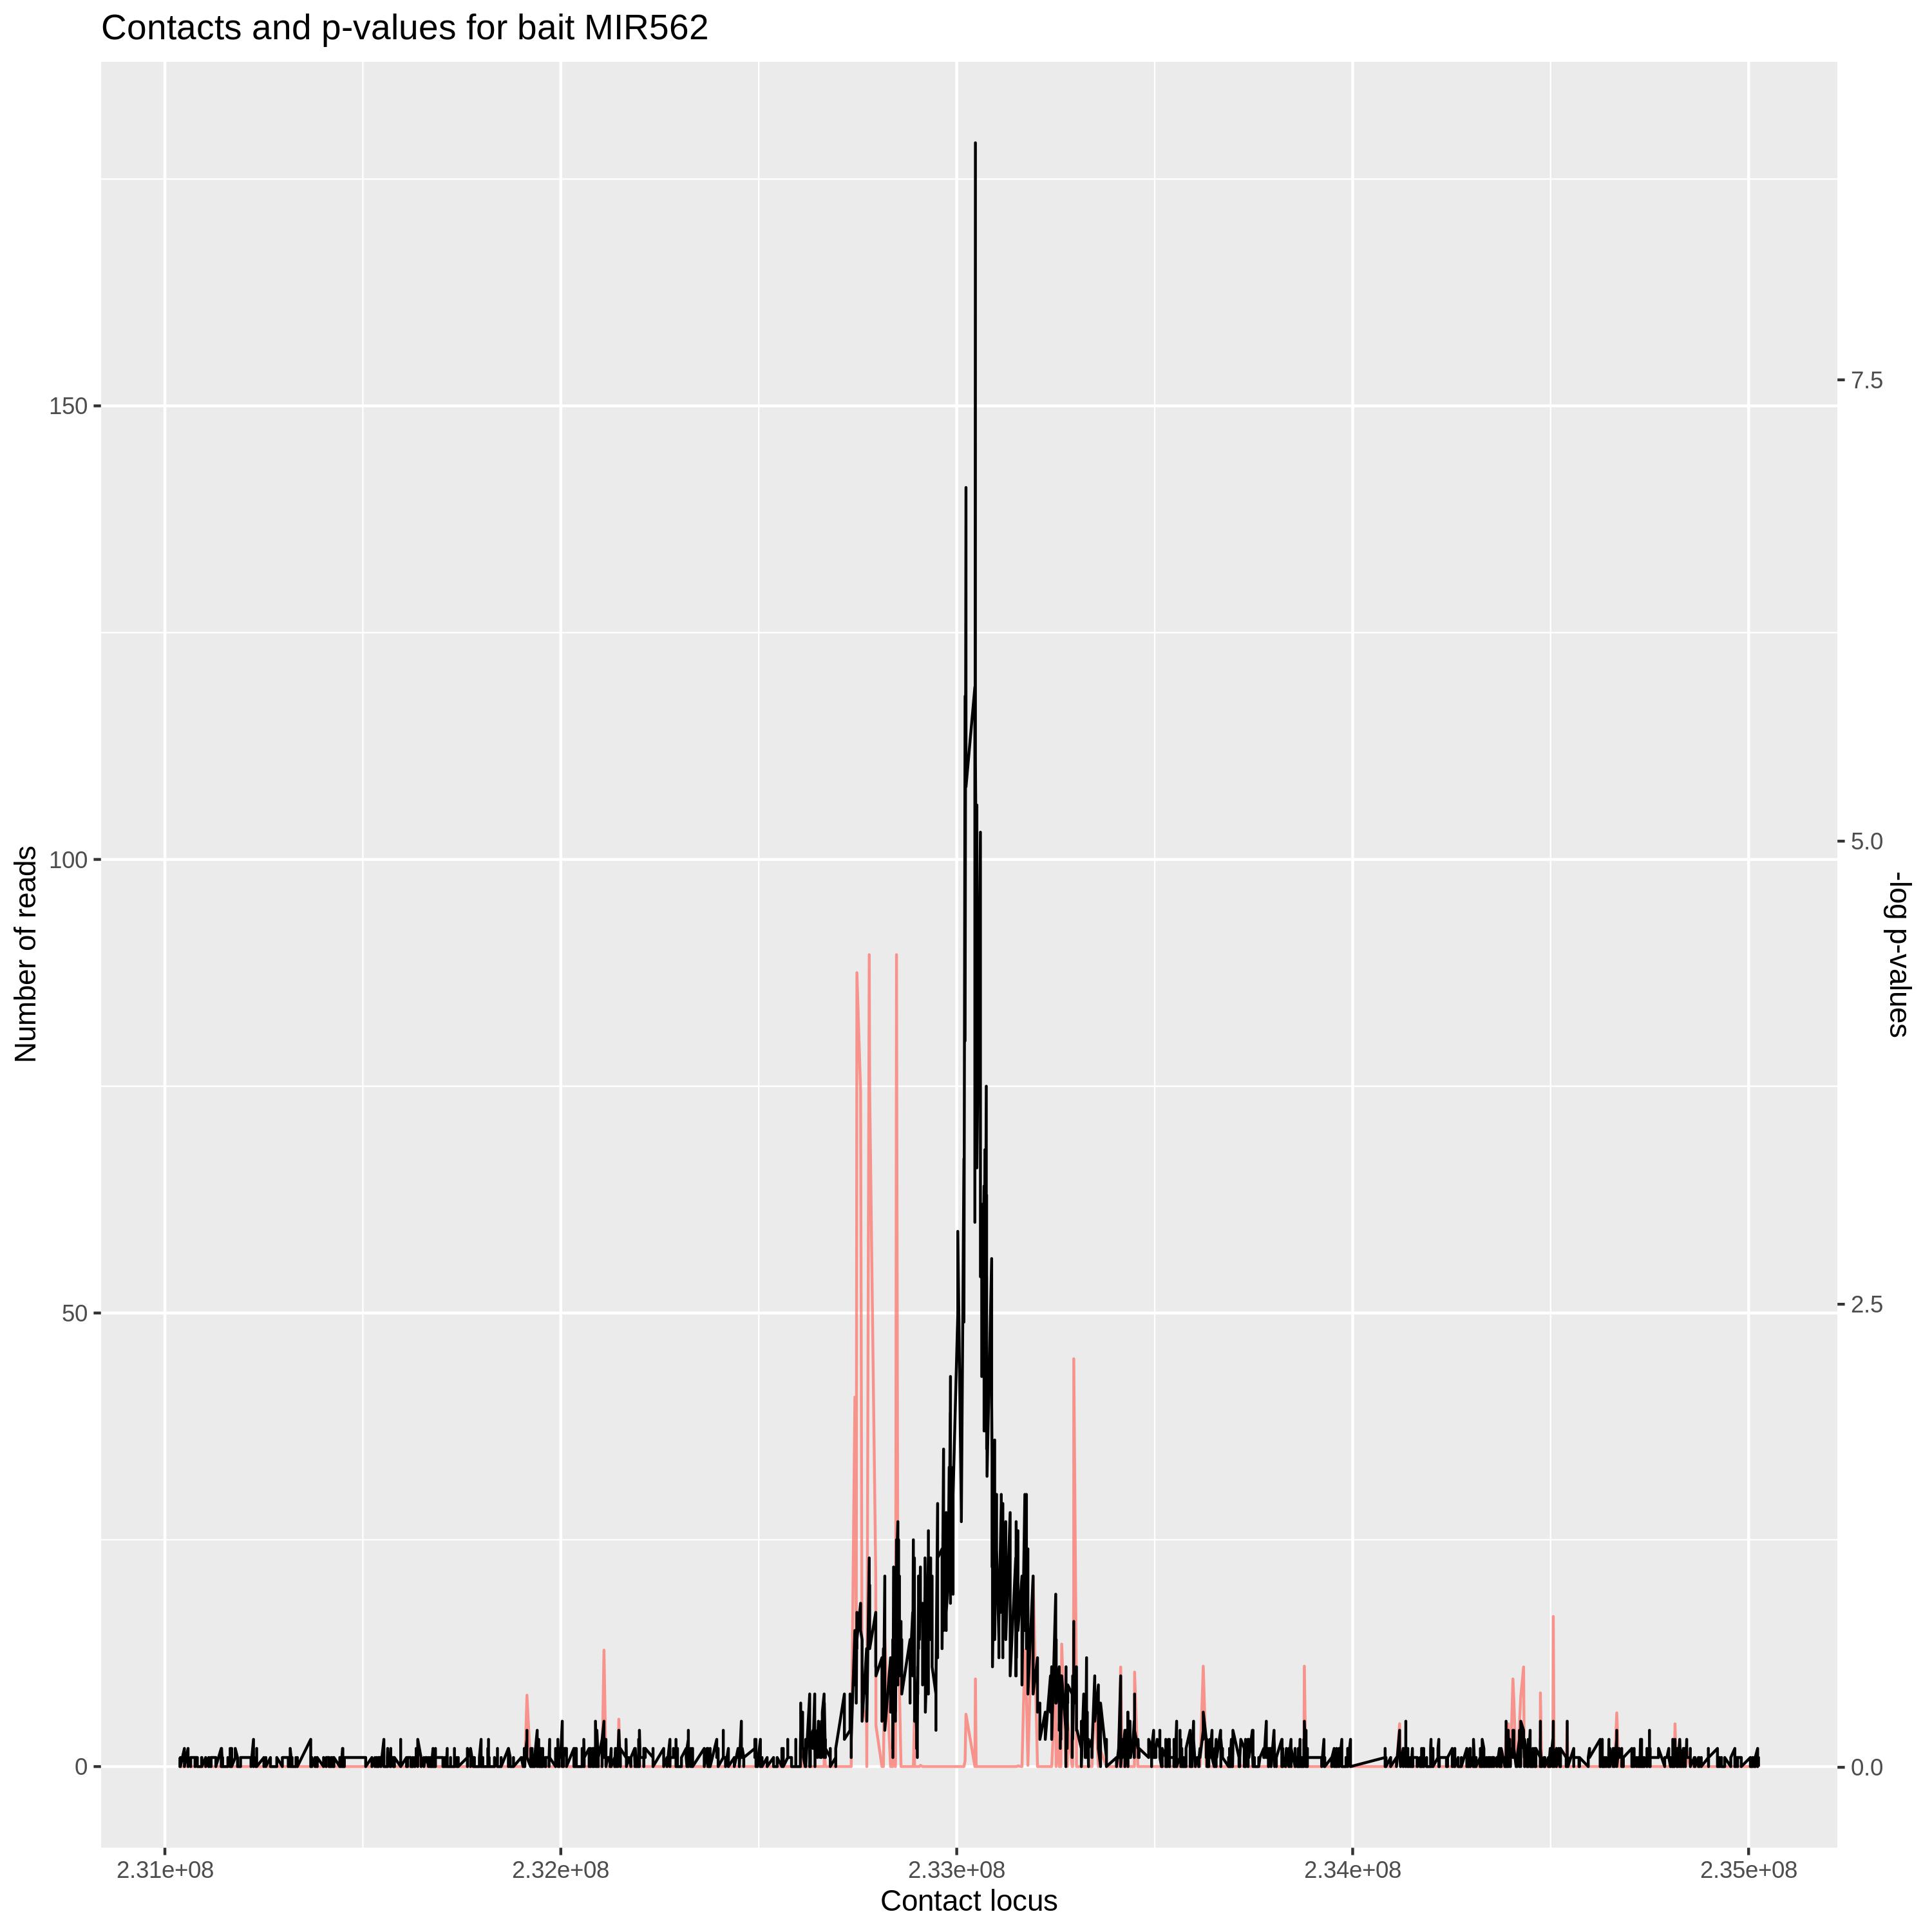 Contacts and p-values for bait MIR562
Number of reads
150
100
50
0
7.5
5.0
2.5
0.0
-log p-values
2.31e+08 2.32e+08 2.33e+08 2.34e+08 2.35e+08
Contact locus